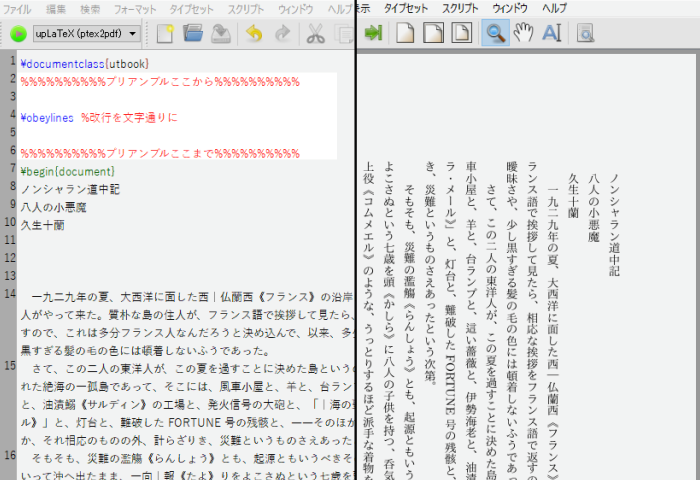 ファイル 編集 検索 フォーマット タイプセット スクリプト ウィンドウ ヘルプ
upLaTeX (ptex2pdf)
1 ¥documentclass{utbook}
2 %%%%%%%%%%プリアンブルここから%%%%%%%%%%
3
4 ¥obeylines %改行を文字通りに
5
6 %%%%%%%%%%プリアンブルここまで%%%%%%%%%%
7 ¥begin{document}
8 ノンシャラン道中記
9 八人の小悪魔
10 久生十蘭
11
12
13
14 一九二九年の夏、大西洋に面した西｜仏蘭西《フランス》の沿岸
人がやって来た。質朴な島の住人が、フランス語で挨拶して見たら、
すので、これは多分フランス人なんだろうと決め込んで、以来、多少
黒すぎる髪の毛の色には頓着しないふうであった。
15 さて、この二人の東洋人が、この夏を過すことに決めた島という
れた絶海の一孤島であって、そこには、風車小屋と、羊と、台ラン
と、油漬鰯《サルディン》の工場と、発火信号の大砲と、「｜海の
ル》」と、灯台と、難破した FORTUNE 号の残骸と、――そのほか
か、それ相応のものの外、計らざりき、災難というものさえあった
16 そもそも、災難の濫觴《らんしょう》とも、起源ともいうべきそ
いって沖へ出たまま、一向｜報《たよ》りをよこさぬという七歳を
表示 タイプセット スクリプト ウィンドウ ヘルプ
ノンシャラン道中記
八人の小悪魔
久生十蘭
一九二九年の夏、大西洋に面した西｜仏蘭西《フランス》
ランス語で挨拶して見たら、相応な挨拶をフランス語で返すの
曖昧さや、少し黒すぎる髪の毛の色には頓着しないふうであっ
さて、この二人の東洋人が、この夏を過すことに決めた島
車小屋と、羊と、台ランプと、這い薔薇と、伊勢海老と、油漬
ラ・メール》」と、灯台と、難破した FORTUNE 号の残骸と、
き、災難というものさえあったという次第。
そもそも、災難の濫觴《らんしょう》とも、起源ともいう
よこさぬという七歳を頭《かしら》に八人の子供を持つ、呑気
上役《コムメエル》のような、うっとりするほど派手な着物を